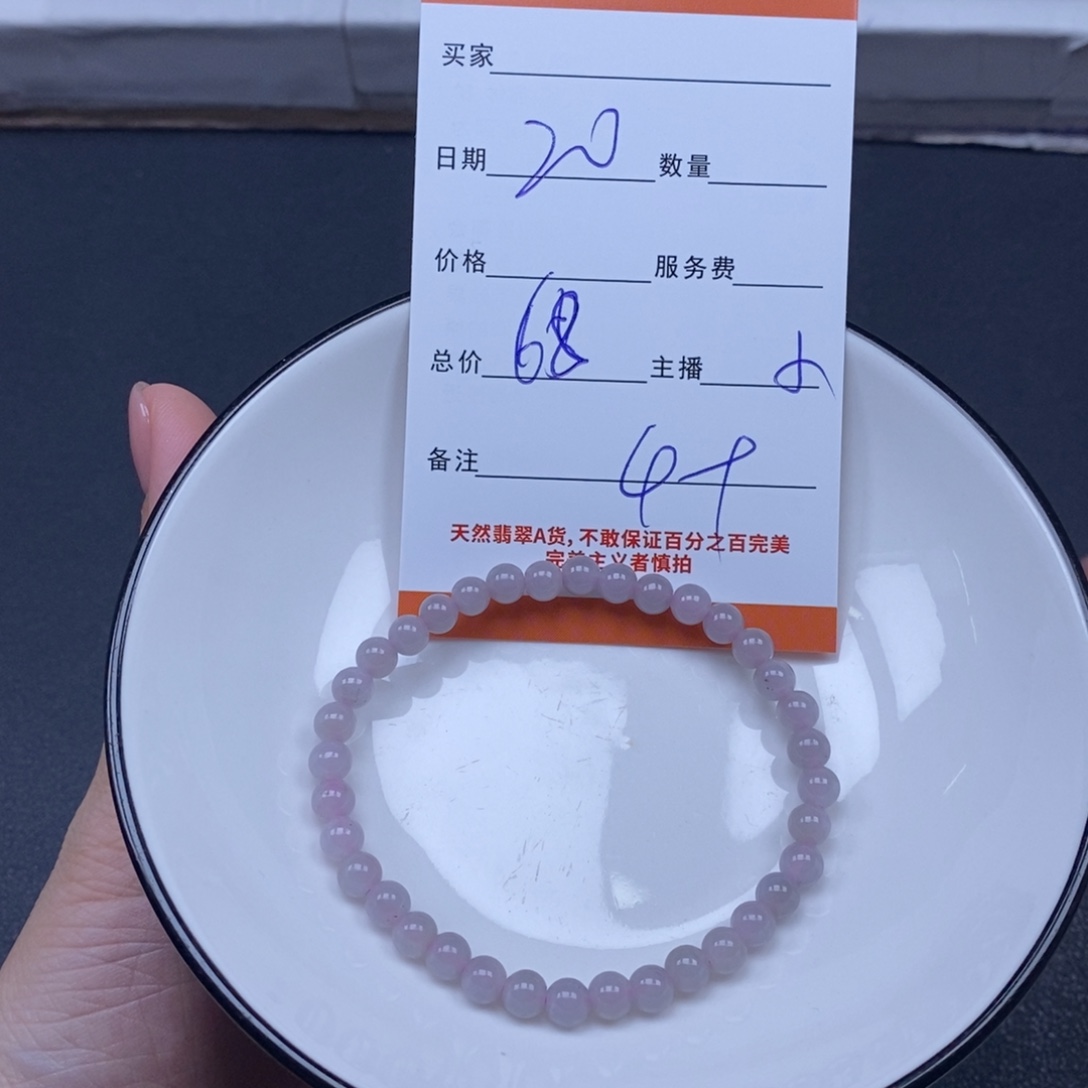 买家
日期 20 数量
价格 服务费
总价 68 主播
备注
天然翡翠A货,不敢保证百分之百完美
完美主义者慎拍